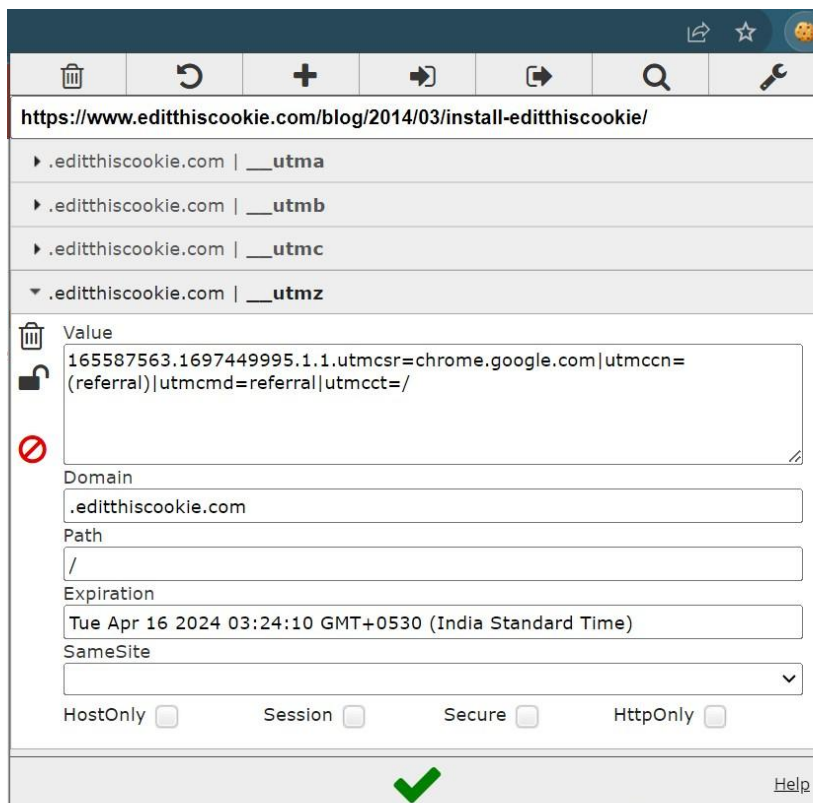 https://www.editthiscookie.com/blog/2014/03/install-editthiscookie/
.editthiscookie.com | __utma
.editthiscookie.com | __utmb
.editthiscookie.com | __utmc
.editthiscookie.com | __utmz
Value
165587563.1697449995.1.1.utmcsr=chrome.google.com|utmccn=
(referral)|utmcmd=referral|utmcct=/
Domain
.editthiscookie.com
Path
/
Expiration
Tue Apr 16 2024 03:24:10 GMT+0530 (India Standard Time)
SameSite
HostOnly Session Secure HttpOnly
Help